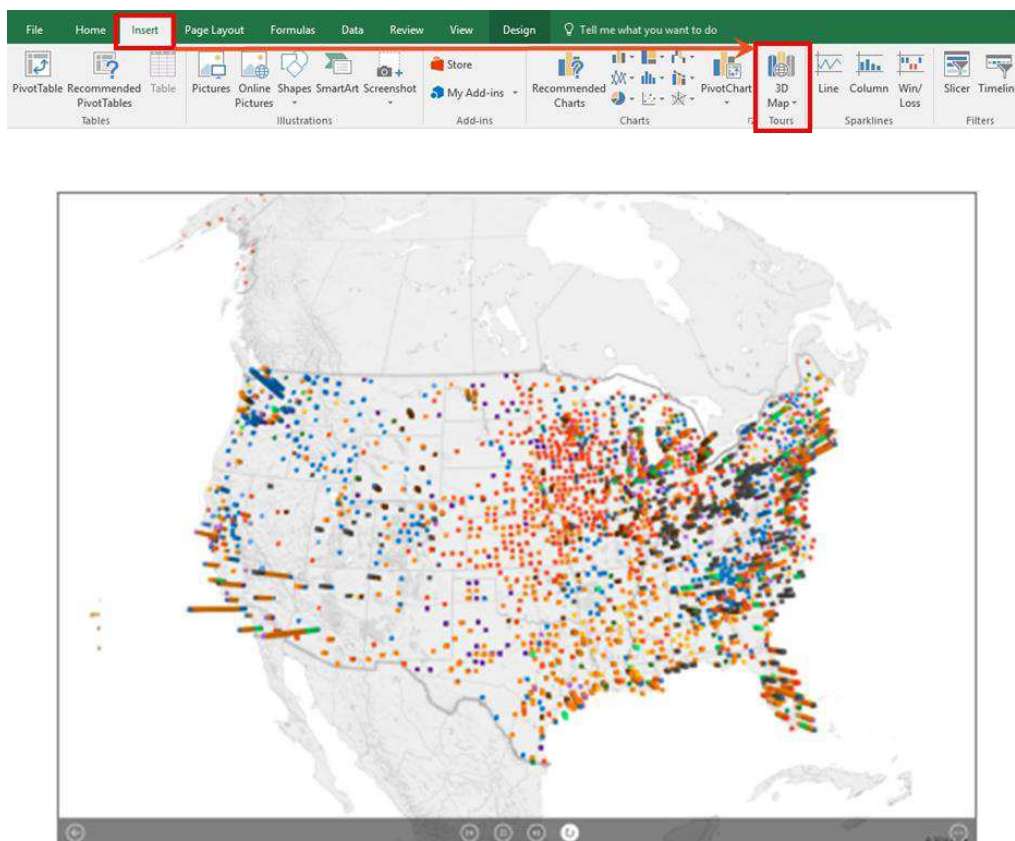 File Home Insert Page Layout Formulas Data Review View Design Tell me what you want to do
PivotTable Recommended Table Pictures Online Shapes SmartArt Screenshot Store My Add-ins Recommended PivotChart 3D Line Column Win/ Slicer Timelin
PivotTables Pictures Charts Map Loss
Tables Illustrations Add-ins Charts Tours Sparklines Filters